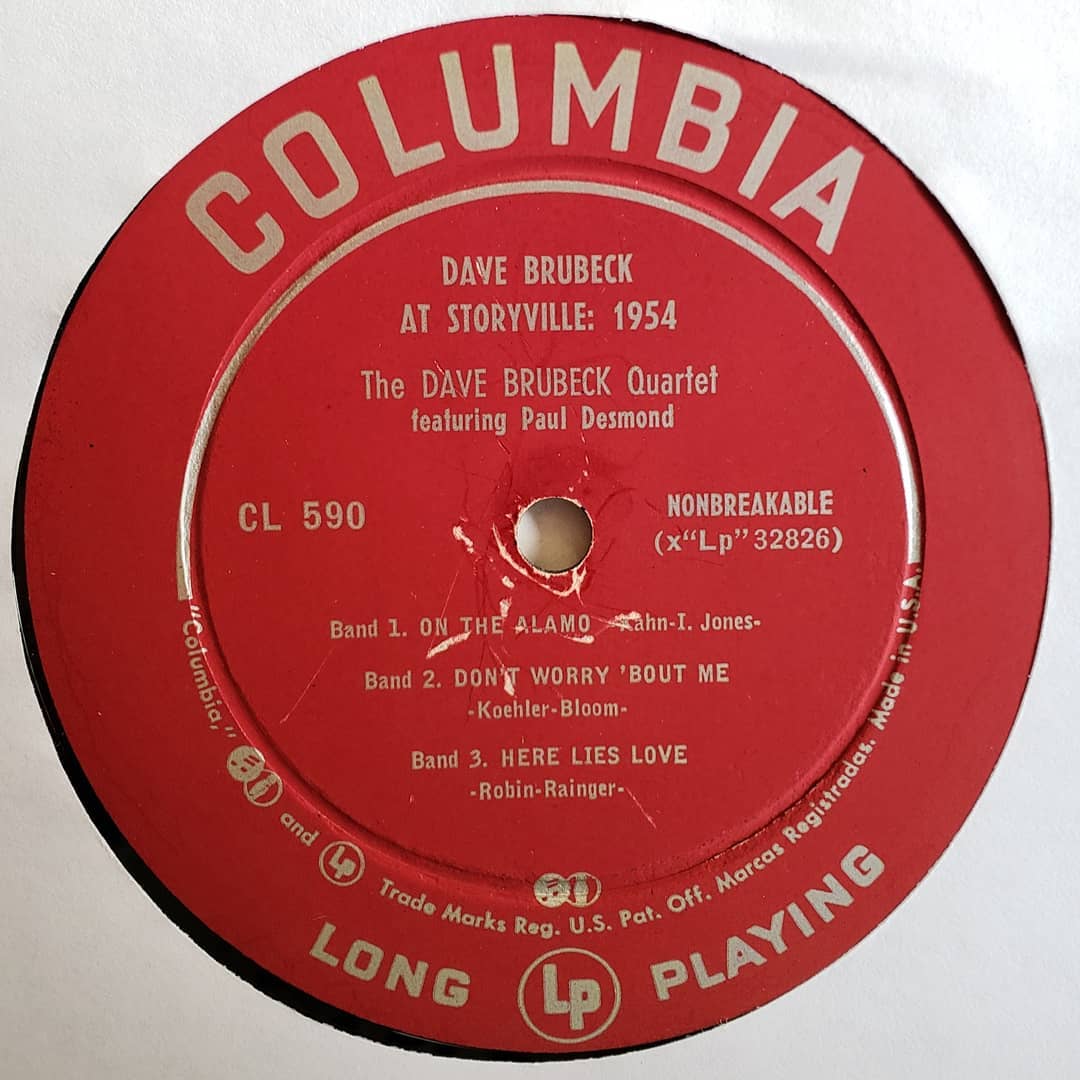 COLUMBIA
DAVE BRUBECK
AT STORYVILLE: 1954
The DAVE BRUBECK Quartet
featuring Paul Desmond
CL 590
NONBREAKABLE
(x“Lp” 32826)
Band 1. ON THE ALAMO -Kahn-I. Jones-
Band 2. DON'T WORRY 'BOUT ME
-Koehler-Bloom-
Band 3. HERE LIES LOVE
-Robin-Rainger-
"Columbia," and Lp Trade Marks Reg. U.S. Pat. Off. Marcas Registradas. Made in U.S.A.
LONG Lp PLAYING